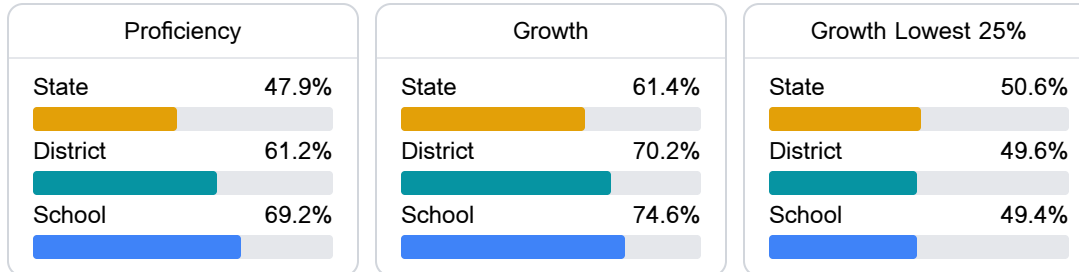 Proficiency
State 47.9%
District 61.2%
School 69.2%
Growth
State 61.4%
District 70.2%
School 74.6%
Growth Lowest 25%
State 50.6%
District 49.6%
School 49.4%